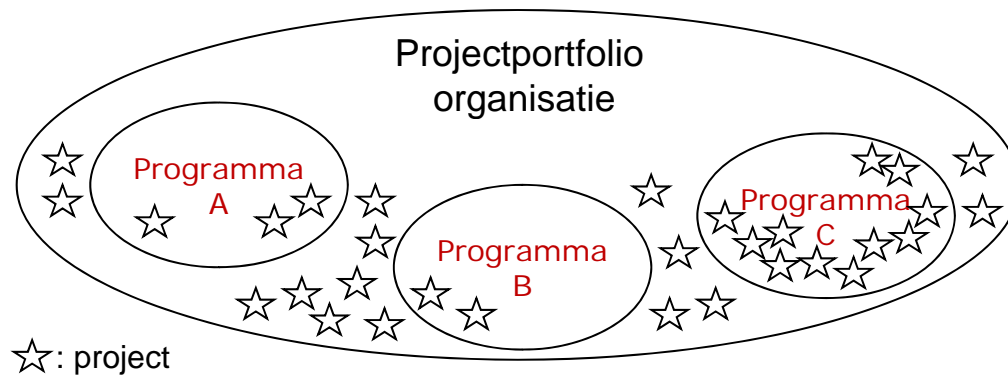 Projectportfolio
organisatie
Programma
A
Programma
B
Programma
C
: project